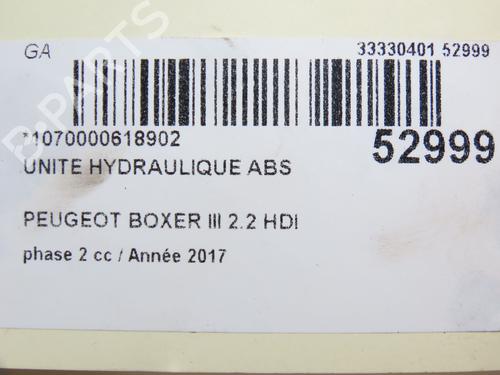 GA 33330401 52999
*1070000618902 52999
UNITE HYDRAULIQUE ABS
PEUGEOT BOXER III 2.2 HDI
phase 2 cc / Année 2017
B-PARTS